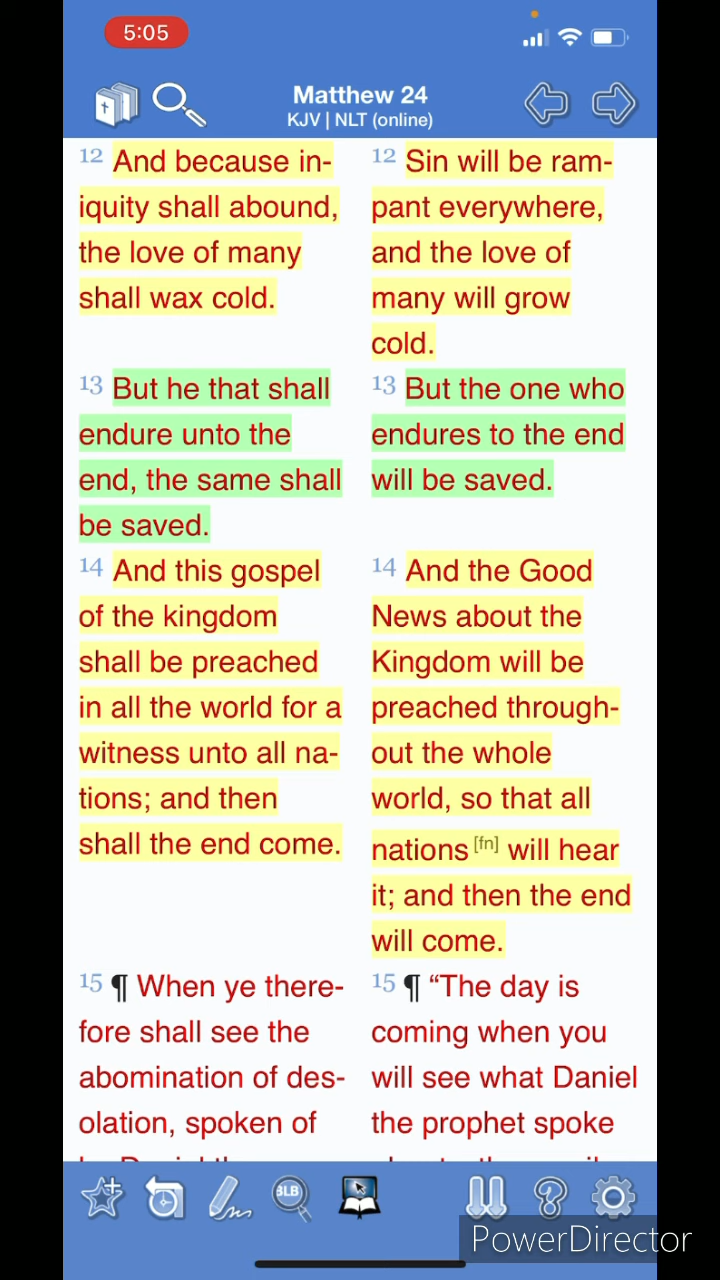 5:05
Matthew 24
KJV | NLT (online)
12 And because in-
iquity shall abound,
the love of many
shall wax cold.
13 But he that shall
endure unto the
end, the same shall
be saved.
14 And this gospel
of the kingdom
shall be preached
in all the world for a
witness unto all na-
tions; and then
shall the end come.
15 ¶ When ye there-
fore shall see the
abomination of des-
olation, spoken of
12 Sin will be ram-
pant everywhere,
and the love of
many will grow
cold.
13 But the one who
endures to the end
will be saved.
14 And the Good
News about the
Kingdom will be
preached through-
out the whole
world, so that all
nations [fn] will hear
it; and then the end
will come.
15 ¶ “The day is
coming when you
will see what Daniel
the prophet spoke
BLB
PowerDirector